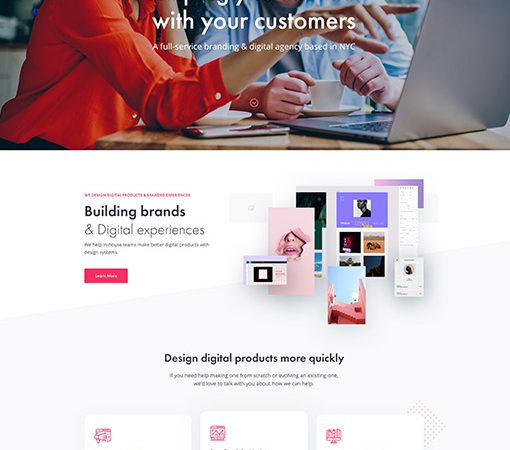 with your customers
A full-service branding & digital agency based in NYC
WE DESIGN DIGITAL PRODUCTS & BRANDED EXPERIENCES
Building brands
& Digital experiences
We help in-house teams make better digital products with
design systems.
Learn More
Design digital products more quickly
If you need help making one from scratch or evolving an existing one,
we'd love to talk with you about how we can help.